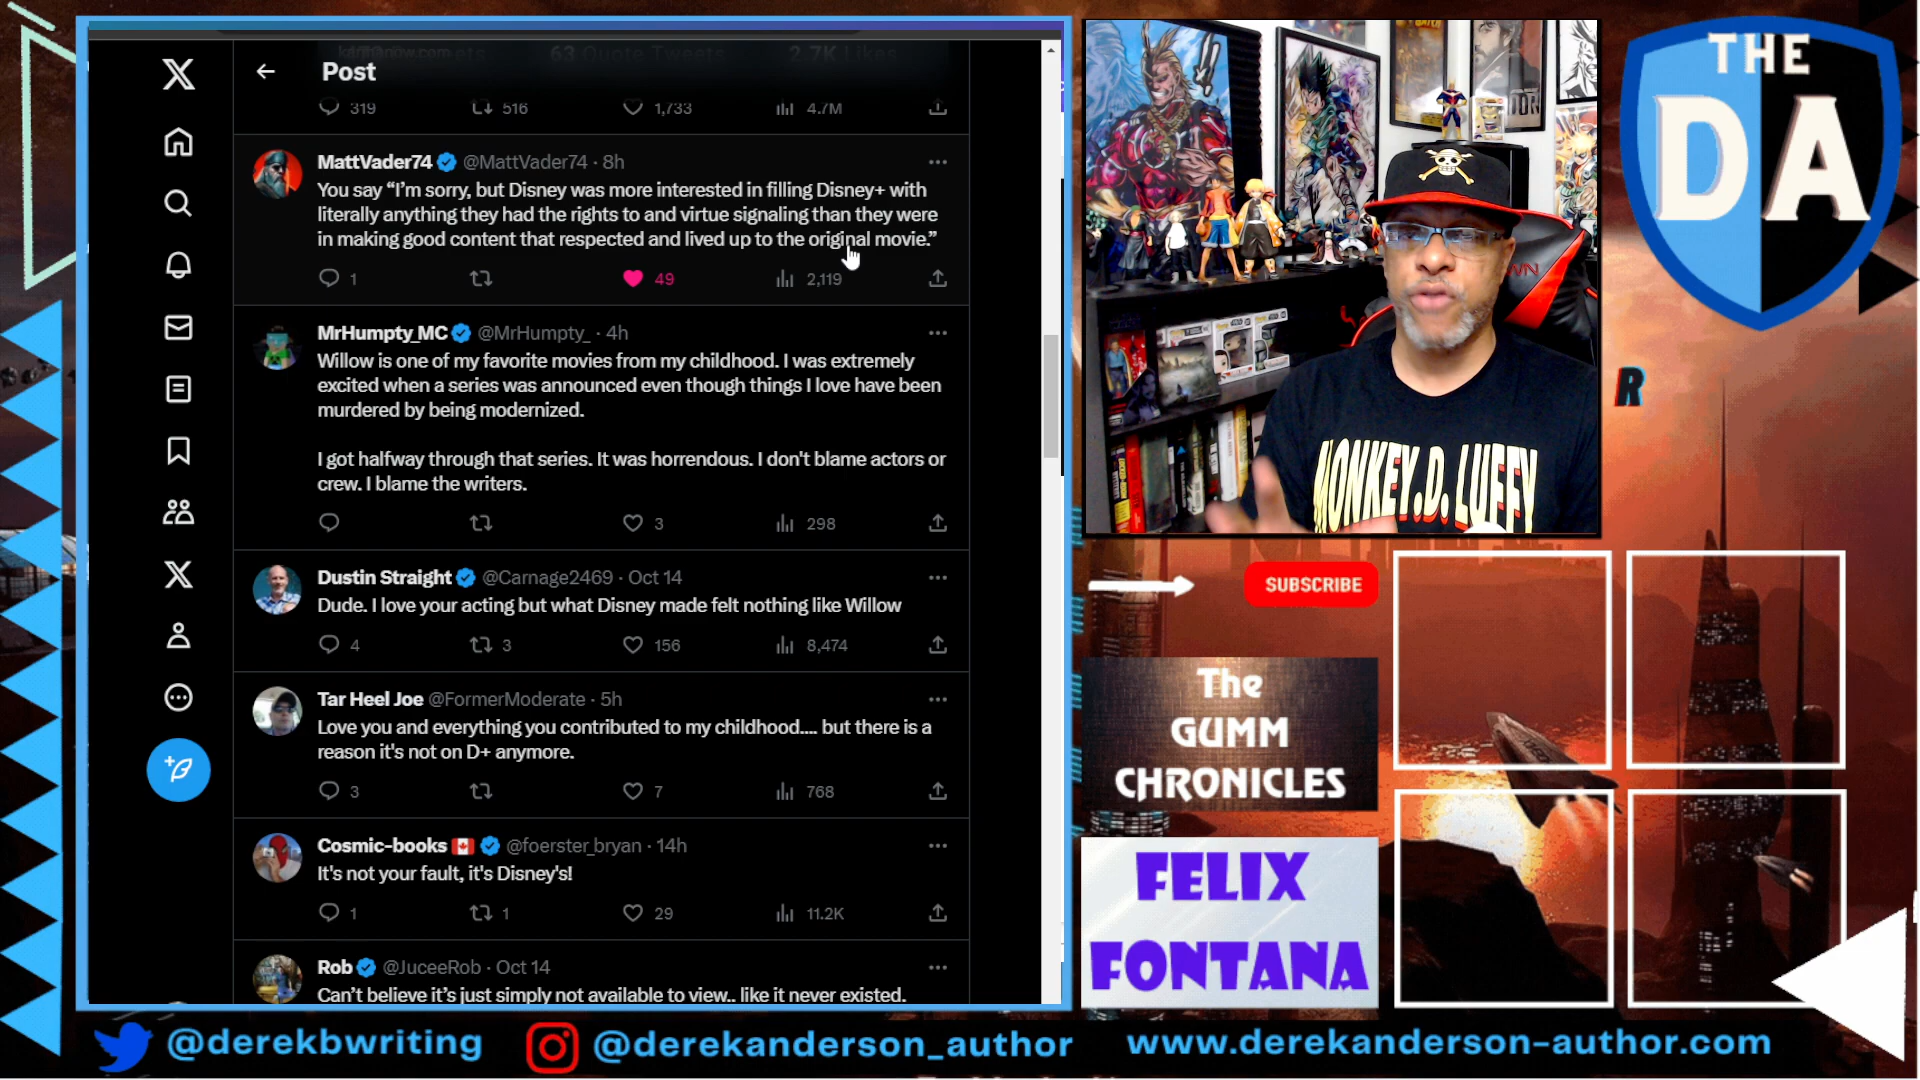 63 Quote Tweets
2.7K Likes
Post
319 516 1,733 4.7M
MattVader74 @MattVader74 · 8h
You say “I’m sorry, but Disney was more interested in filling Disney+ with
literally anything they had the rights to and virtue signaling than they were
in making good content that respected and lived up to the original movie.”
1 49 2,119
MrHumpty_MC @MrHumpty_ · 4h
Willow is one of my favorite movies from my childhood. I was extremely
excited when a series was announced even though things I love have been
murdered by being modernized.
I got halfway through that series. It was horrendous. I don't blame actors or
crew. I blame the writers.
3 298
Dustin Straight @Carnage2469 · Oct 14
Dude. I love your acting but what Disney made felt nothing like Willow
4 3 156 8,474
Tar Heel Joe @FormerModerate · 5h
Love you and everything you contributed to my childhood.... but there is a
reason it's not on D+ anymore.
3 7 768
Cosmic-books @foerster_bryan · 14h
It's not your fault, it's Disney's!
1 1 29 11.2K
Rob @JuceeRob · Oct 14
Can’t believe it’s just simply not available to view.. like it never existed.
MONKEY.D. LUFFY
THE
DA
R
SUBSCRIBE
The
GUMM
CHRONICLES
FELIX
FONTANA
@derekbwriting @derekanderson_author www.derekanderson-author.com